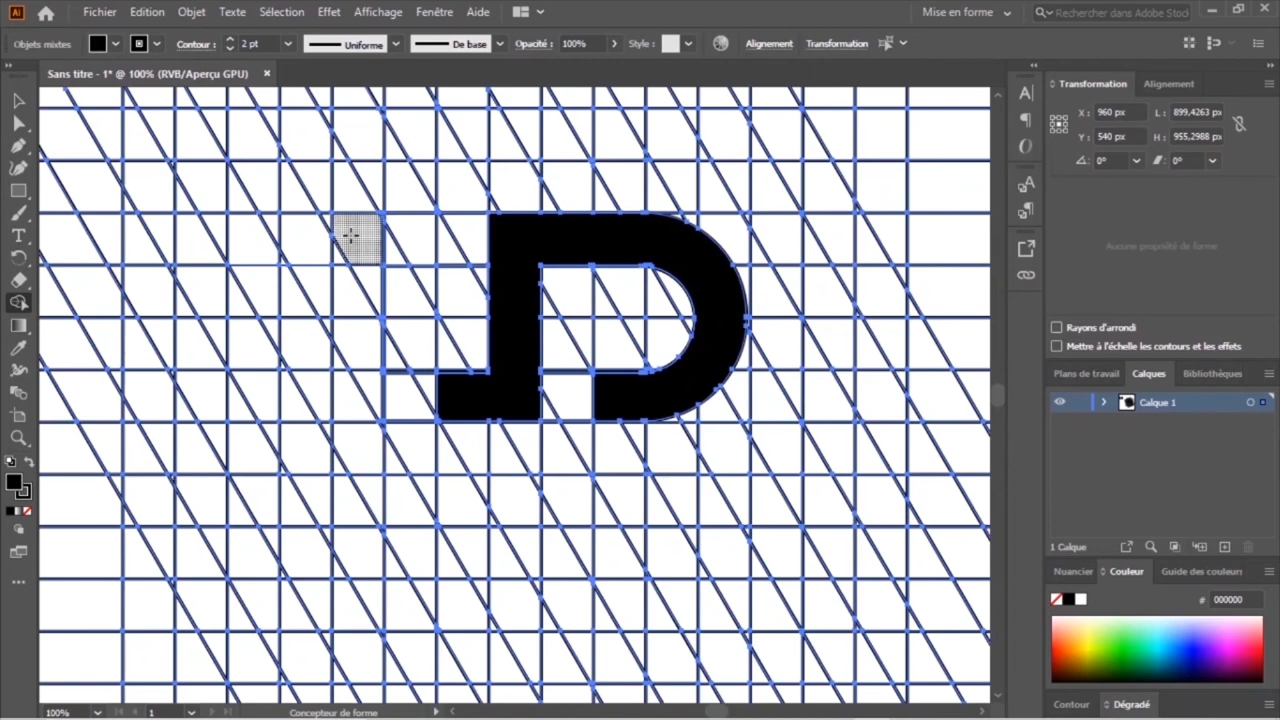 Ai Fichier Edition Objet Texte Sélection Effet Affichage Fenêtre Aide Mise en forme Rechercher dans Adobe Stock
Objets mixtes Contour : 2 pt Uniforme De base Opacité : 100% Style : Alignement Transformation
Sans titre - 1* @ 100% (RVB/Aperçu GPU) ×
Transformation Alignement
X : 960 px L : 899,4263 px
Y : 540 px H : 955,2988 px
0° 0°
Aucune propriété de forme
Rayons d'arrondi
Mettre à l'échelle les contours et les effets
Plans de travail Calques Bibliothèques
Calque 1
1 Calque
Nuancier Couleur Guide des couleurs
# 000000
Contour Dégradé
100% 1 Concepteur de forme